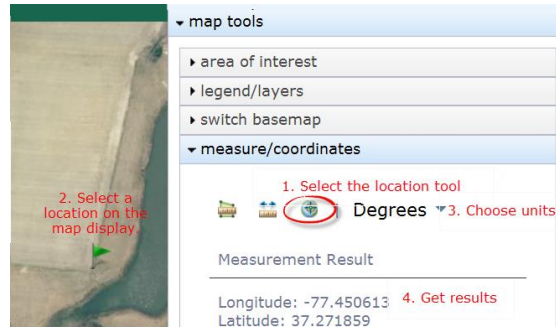 map tools
area of interest
legend/layers
switch basemap
measure/coordinates
1. Select the location tool
2. Select a
location on the
map display.
Degrees
3. Choose units
Measurement Result
Longitude: -77.450613
4. Get results
Latitude: 37.271859